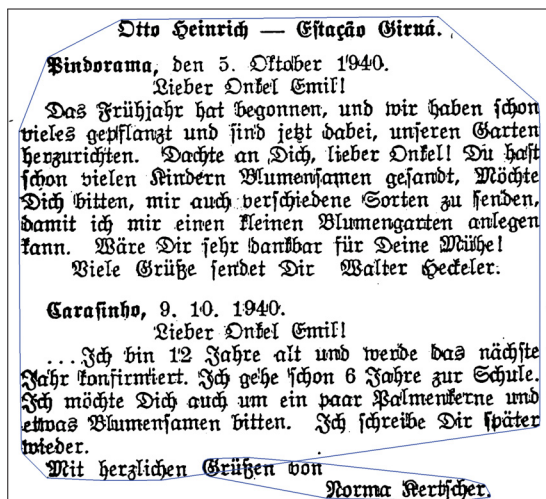 Otto Heinrich — Estação Giruá.
Pindorama, den 5. Oktober 1940.
Lieber Onkel Emil!
Das Frühjahr hat begonnen, und wir haben schon
vieles gepflanzt und sind jetzt dabei, unseren Garten
herzurichten. Dachte an Dich, lieber Onkel! Du hast
schon vielen Kindern Blumensamen gesandt, Möchte
Dich bitten, mir auch verschiedene Sorten zu senden,
damit ich mir einen kleinen Blumengarten anlegen
kann. Wäre Dir sehr dankbar für Deine Mühe!
Viele Grüße sendet Dir Walter Heckeler.
Carasinho, 9. 10. 1940.
Lieber Onkel Emil!
...Ich bin 12 Jahre alt und werde das nächste
Jahr konfirmiert. Ich gehe schon 6 Jahre zur Schule.
Ich möchte Dich auch um ein paar Palmenkerne und
etwas Blumensamen bitten. Ich schreibe Dir später
wieder.
Mit herzlichen Grüßen von
Norma Kertscher.